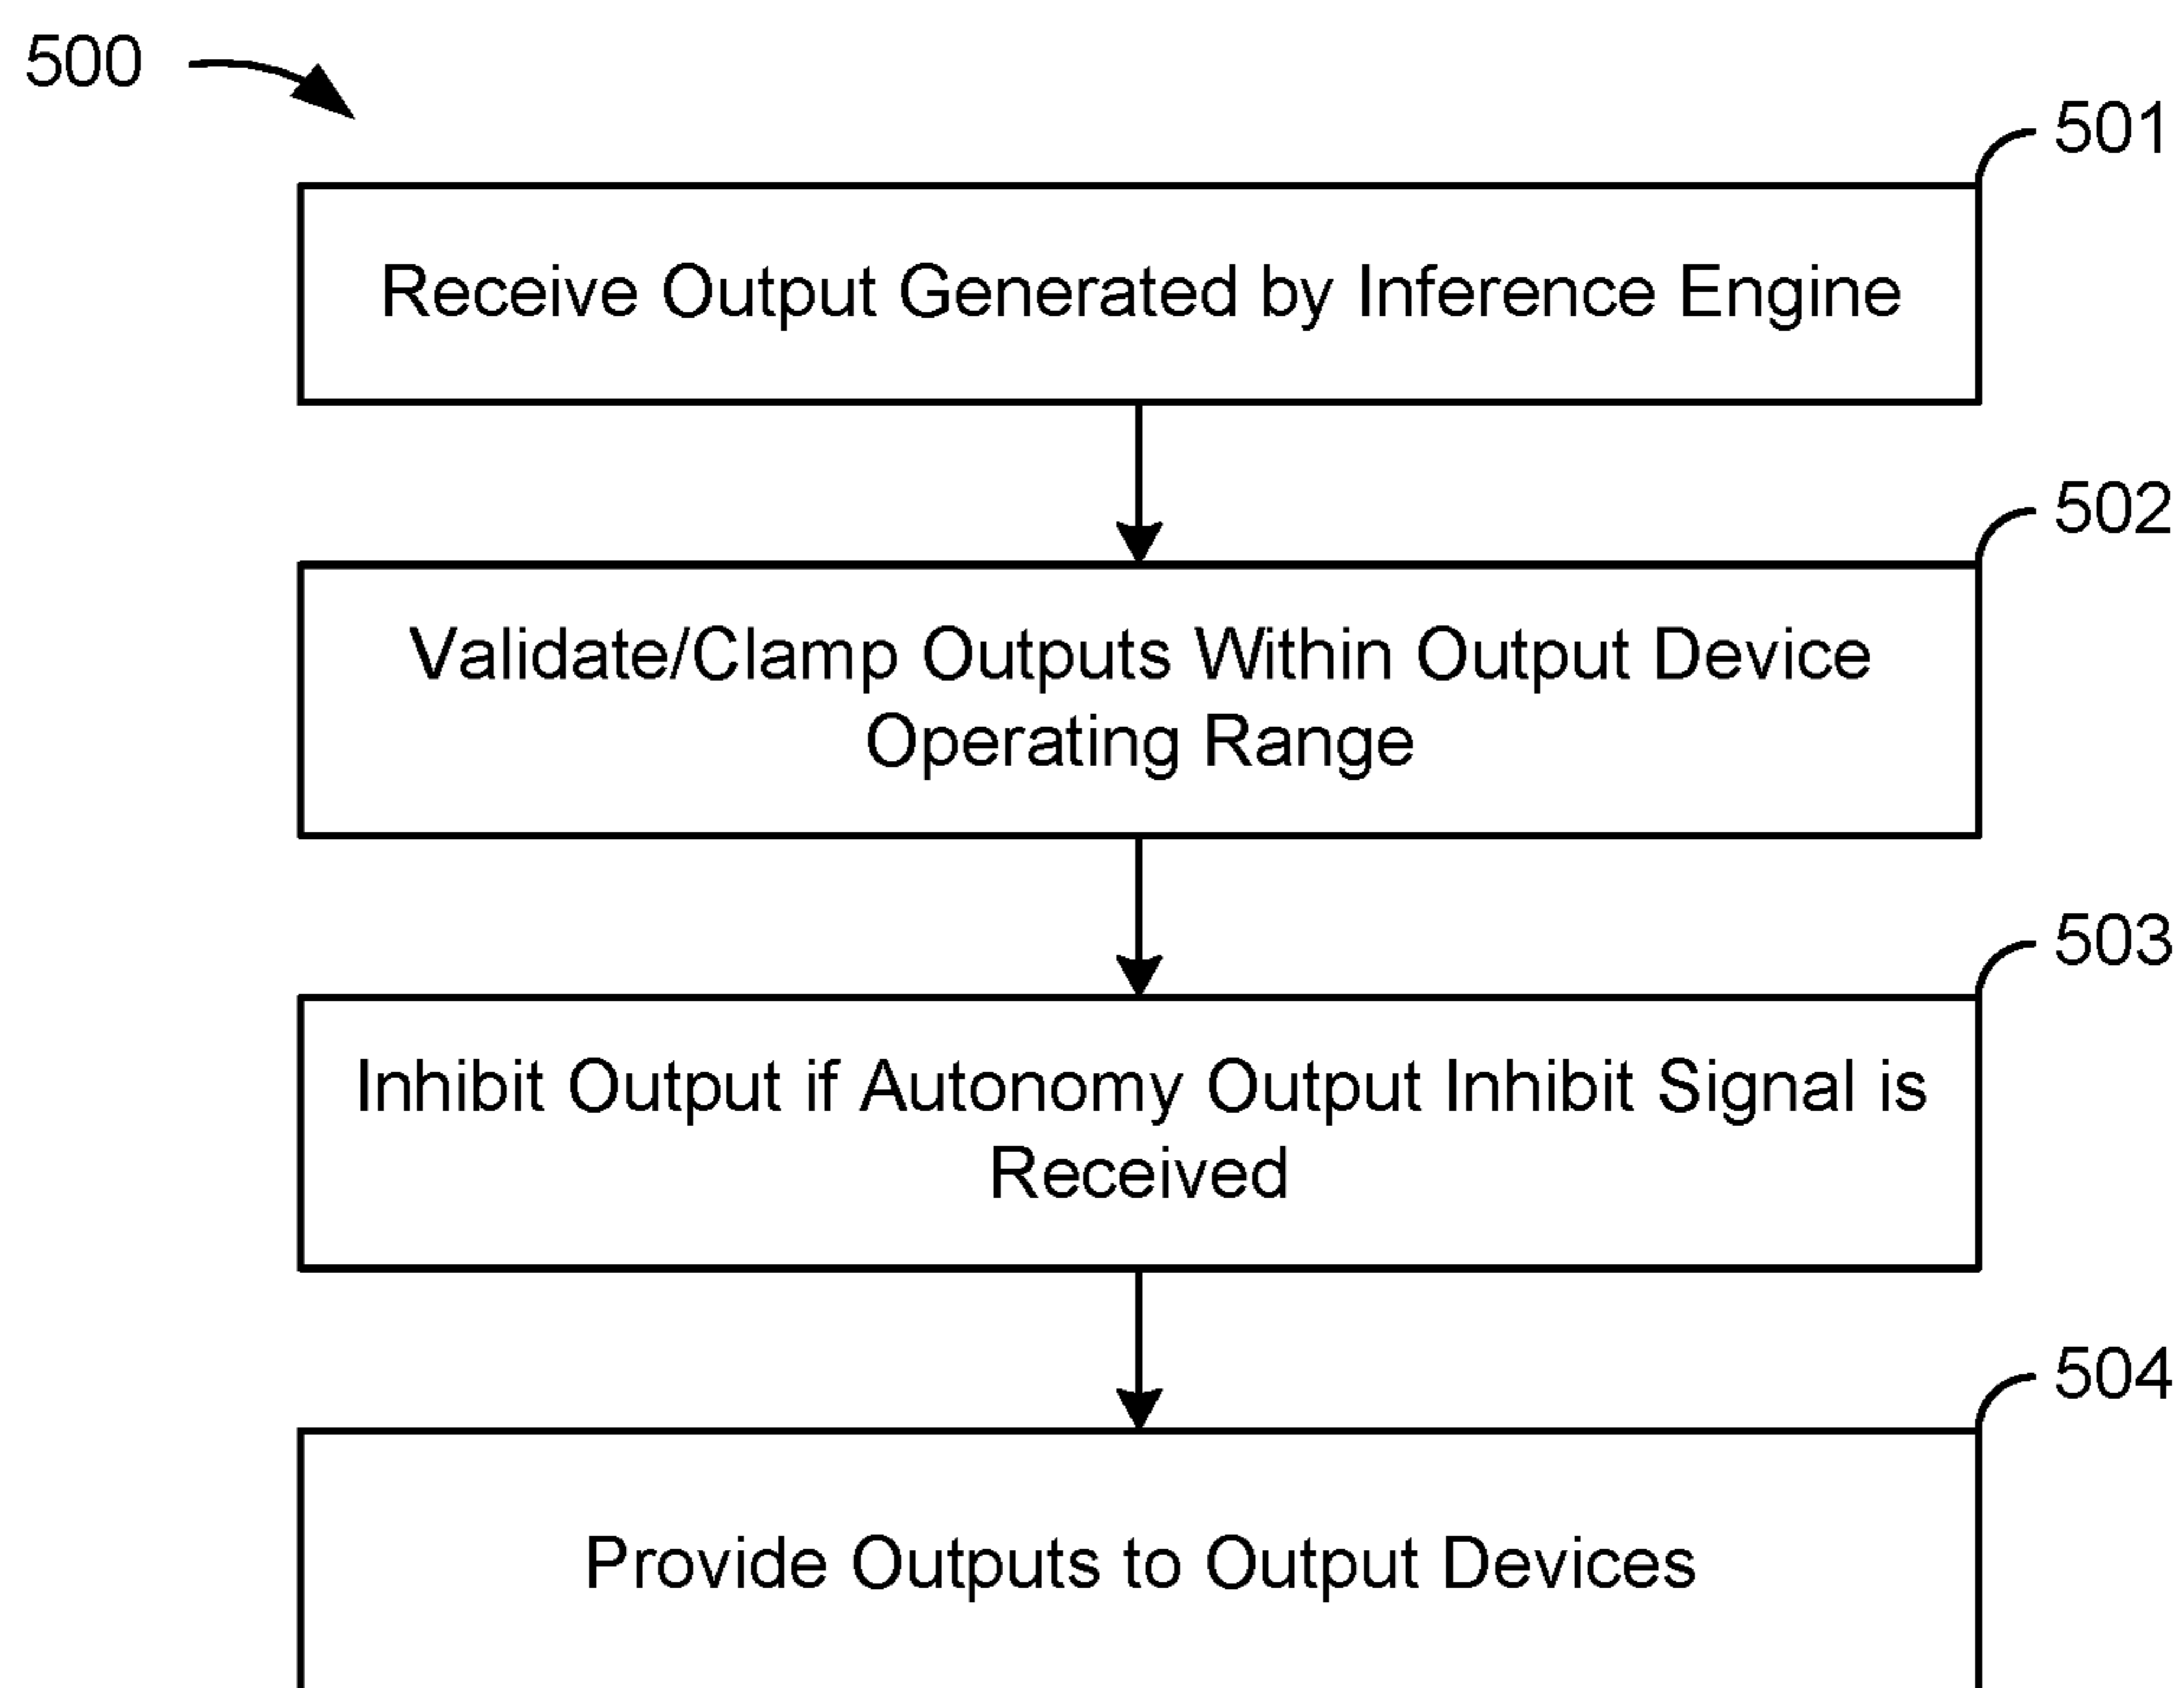 500
501
Receive Output Generated by Inference Engine
502
Validate/Clamp Outputs Within Output Device
Operating Range
503
Inhibit Output if Autonomy Output Inhibit Signal is
Received
504
Provide Outputs to Output Devices